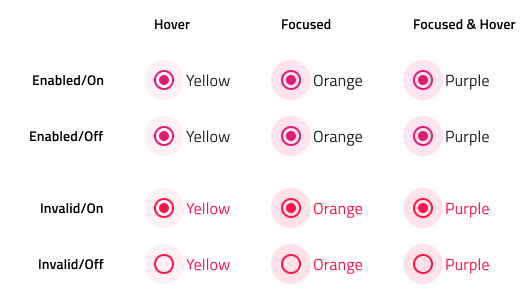 Hover Focused Focused & Hover
Enabled/On Yellow Orange Purple
Enabled/Off Yellow Orange Purple
Invalid/On Yellow Orange Purple
Invalid/Off Yellow Orange Purple